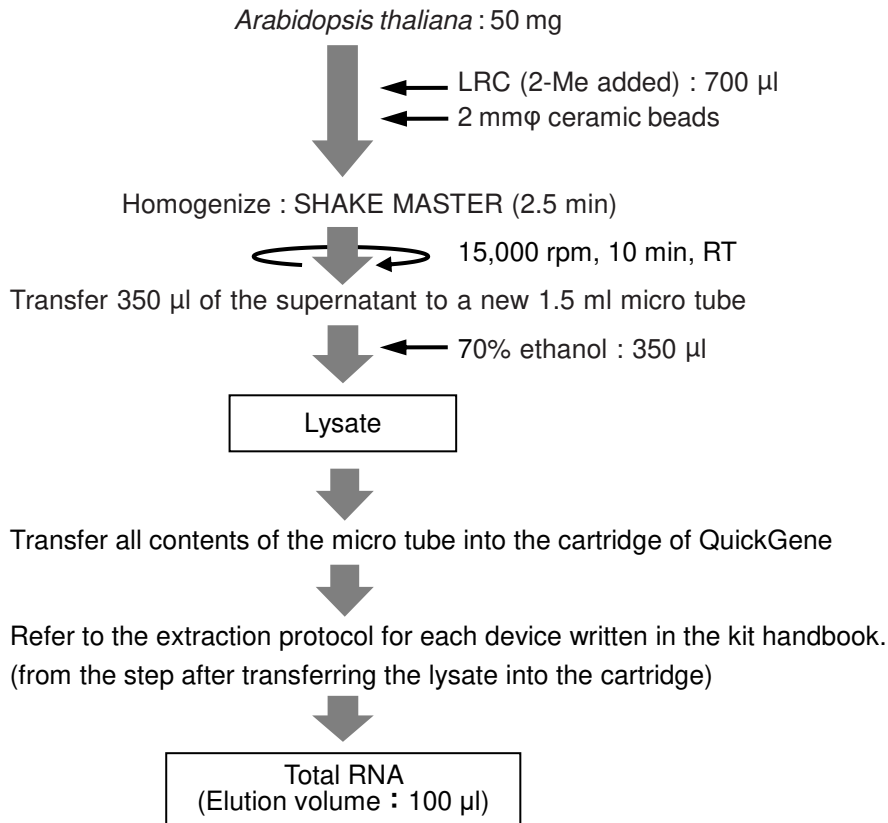 Arabidopsis thaliana : 50 mg
LRC (2-Me added) : 700 μl
2 mmφ ceramic beads
Homogenize : SHAKE MASTER (2.5 min)
15,000 rpm, 10 min, RT
Transfer 350 μl of the supernatant to a new 1.5 ml micro tube
70% ethanol : 350 μl
Lysate
Transfer all contents of the micro tube into the cartridge of QuickGene
Refer to the extraction protocol for each device written in the kit handbook.
(from the step after transferring the lysate into the cartridge)
Total RNA
(Elution volume：100 μl)